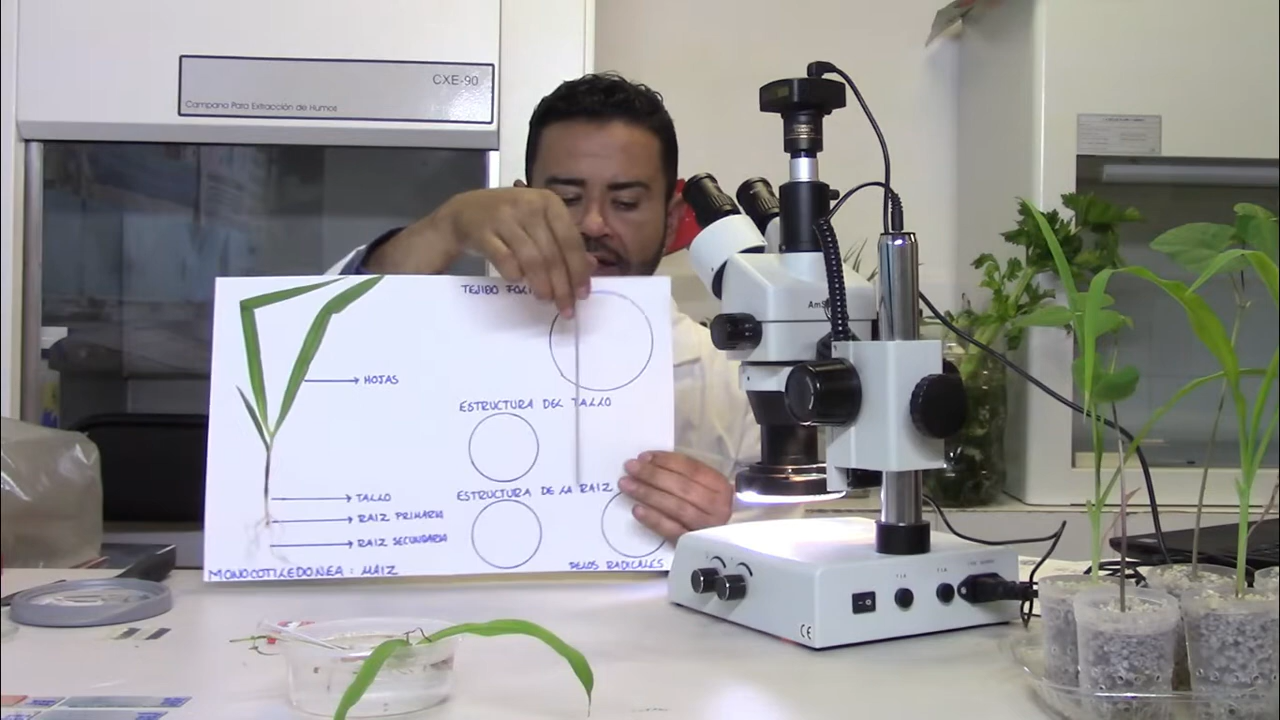 CXE-90
Campana Para Extracción de Humos
TEJIDO
HOJAS
ESTRUCTURA DEL TALLO
ESTRUCTURA DE LA RAIZ
TALLO
RAIZ PRIMARIA
RAIZ SECUNDARIA
PELOS RADICALES
MONOCOTILEDONEA: MAIZ
CE